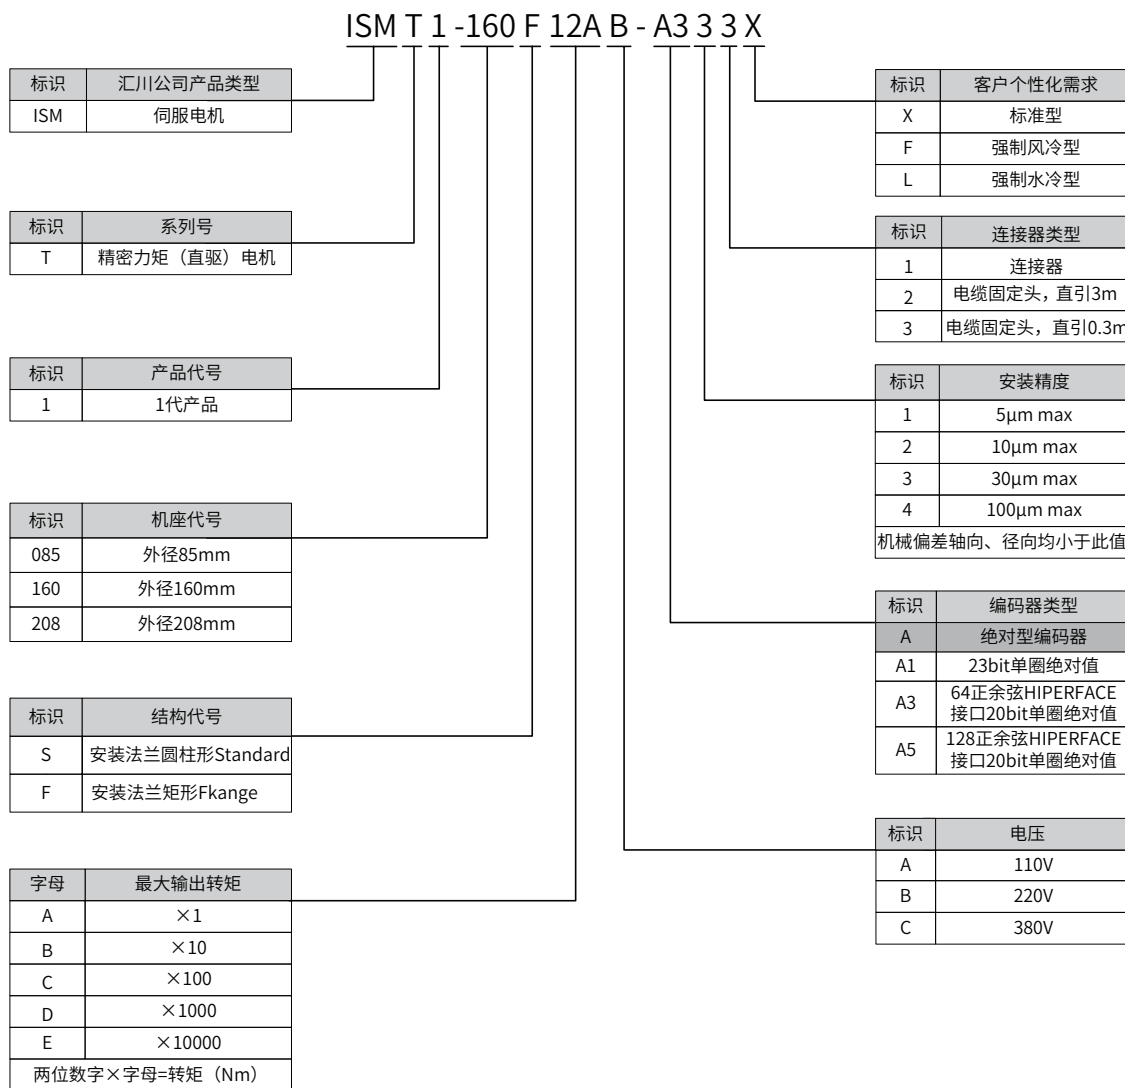 ISM T 1 -160 F 12A B - A3 3 3 X
标识 汇川公司产品类型
ISM 伺服电机
标识 系列号
T 精密力矩（直驱）电机
标识 产品代号
1 1代产品
标识 机座代号
085 外径85mm
160 外径160mm
208 外径208mm
标识 结构代号
S 安装法兰圆柱形Standard
F 安装法兰矩形Fkange
字母 最大输出转矩
A ×1
B ×10
C ×100
D ×1000
E ×10000
两位数字×字母=转矩（Nm）
标识 客户个性化需求
X 标准型
F 强制风冷型
L 强制水冷型
标识 连接器类型
1 连接器
2 电缆固定头，直引3m
3 电缆固定头，直引0.3m
标识 安装精度
1 5μm max
2 10μm max
3 30μm max
4 100μm max
机械偏差轴向、径向均小于此值
标识 编码器类型
A 绝对型编码器
A1 23bit单圈绝对值
A3 64正余弦HIPERFACE
接口20bit单圈绝对值
A5 128正余弦HIPERFACE
接口20bit单圈绝对值
标识 电压
A 110V
B 220V
C 380V